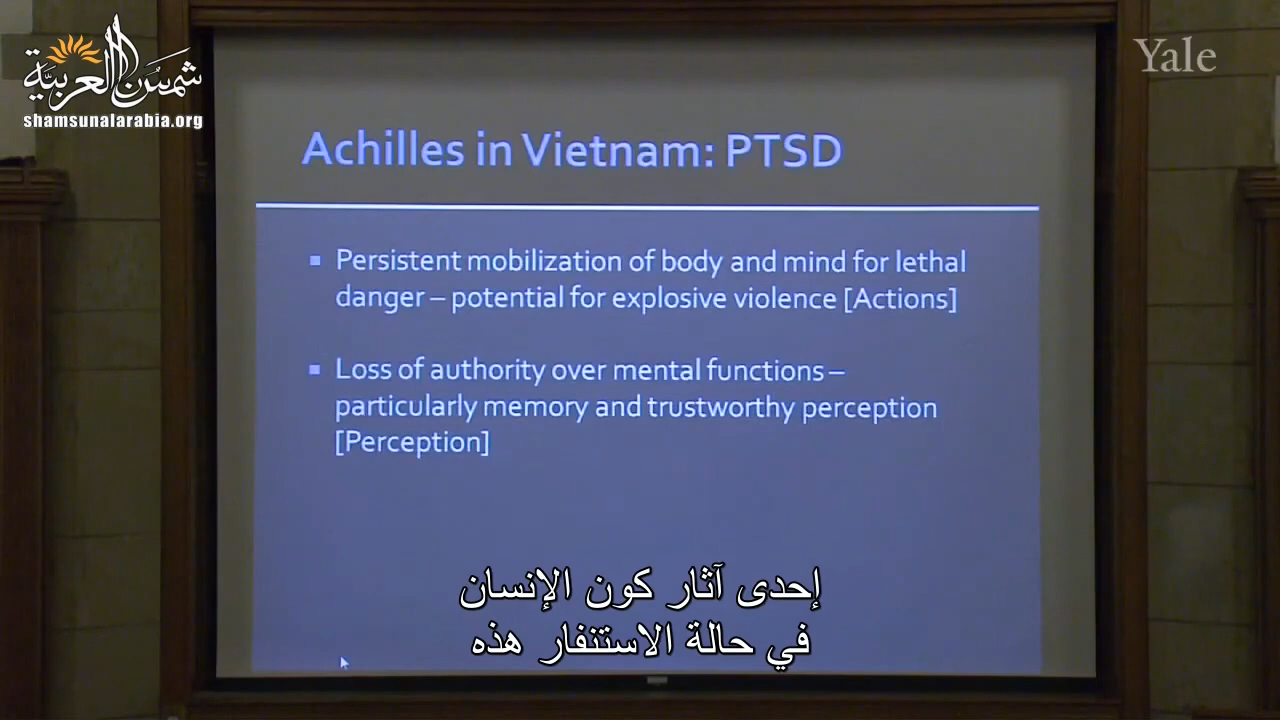 شمس العربية
shamsunalarabia.org
Yale
Achilles in Vietnam: PTSD
▪ Persistent mobilization of body and mind for lethal
danger – potential for explosive violence [Actions]
▪ Loss of authority over mental functions –
particularly memory and trustworthy perception
[Perception]
إحدى آثار كون الإنسان
في حالة الاستنفار هذه